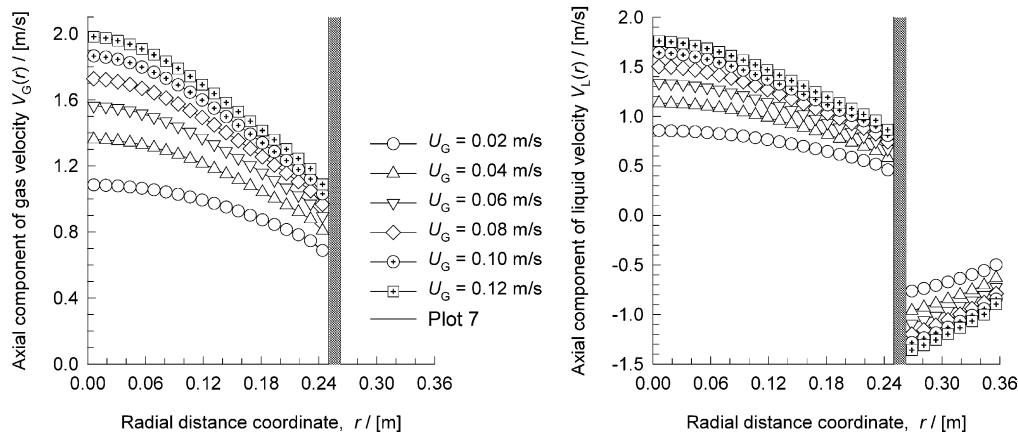 Axial component of gas velocity V_G(r) / [m/s]
2.0
1.6
1.2
0.8
0.4
0.0
0.00 0.06 0.12 0.18 0.24 0.30 0.36
Radial distance coordinate, r / [m]
U_G = 0.02 m/s
U_G = 0.04 m/s
U_G = 0.06 m/s
U_G = 0.08 m/s
U_G = 0.10 m/s
U_G = 0.12 m/s
Plot 7
Axial component of liquid velocity V_L(r) / [m/s]
2.0
1.5
1.0
0.5
0.0
-0.5
-1.0
-1.5
0.00 0.06 0.12 0.18 0.24 0.30 0.36
Radial distance coordinate, r / [m]